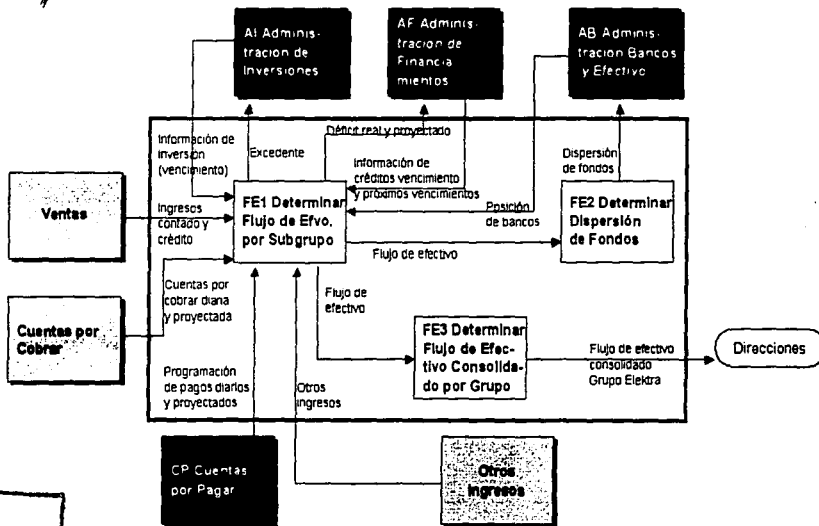 AI Adminis-
tracion de
Inversiones
AF Adminis-
tracion de
Financia
mientos
AB Adminis-
tracion Bancos
y Efectivo
Información de
Inversión
(vencimiento)
Excedente
Déficit real y proyectado
Información de
créditos vencimiento
y próximos vencimientos
Dispersión
de fondos
Ventas
Ingresos
contado y
crédito
FE1 Determinar
Flujo de Efvo.
por Subgrupo
Posición
de bancos
FE2 Determinar
Dispersión
de Fondos
Flujo de efectivo
Cuentas por
Cobrar
Cuentas por
cobrar diaria
y proyectada
Flujo de
efectivo
FE3 Determinar
Flujo de Efec-
tivo Consolida-
do por Grupo
Flujo de efectivo
consolidado
Grupo Elektra
Direcciones
Programación
de pagos diarios
y proyectados
Otros
ingresos
CP Cuentas
por Pagar
Otros
Ingresos